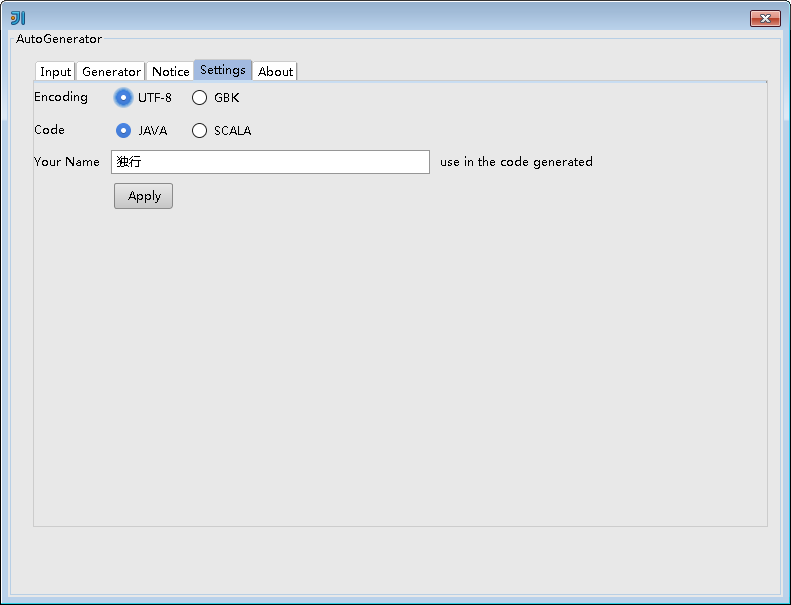 AutoGenerator
Input Generator Notice Settings About
Encoding UTF-8 GBK
Code JAVA SCALA
Your Name 独行 use in the code generated
Apply